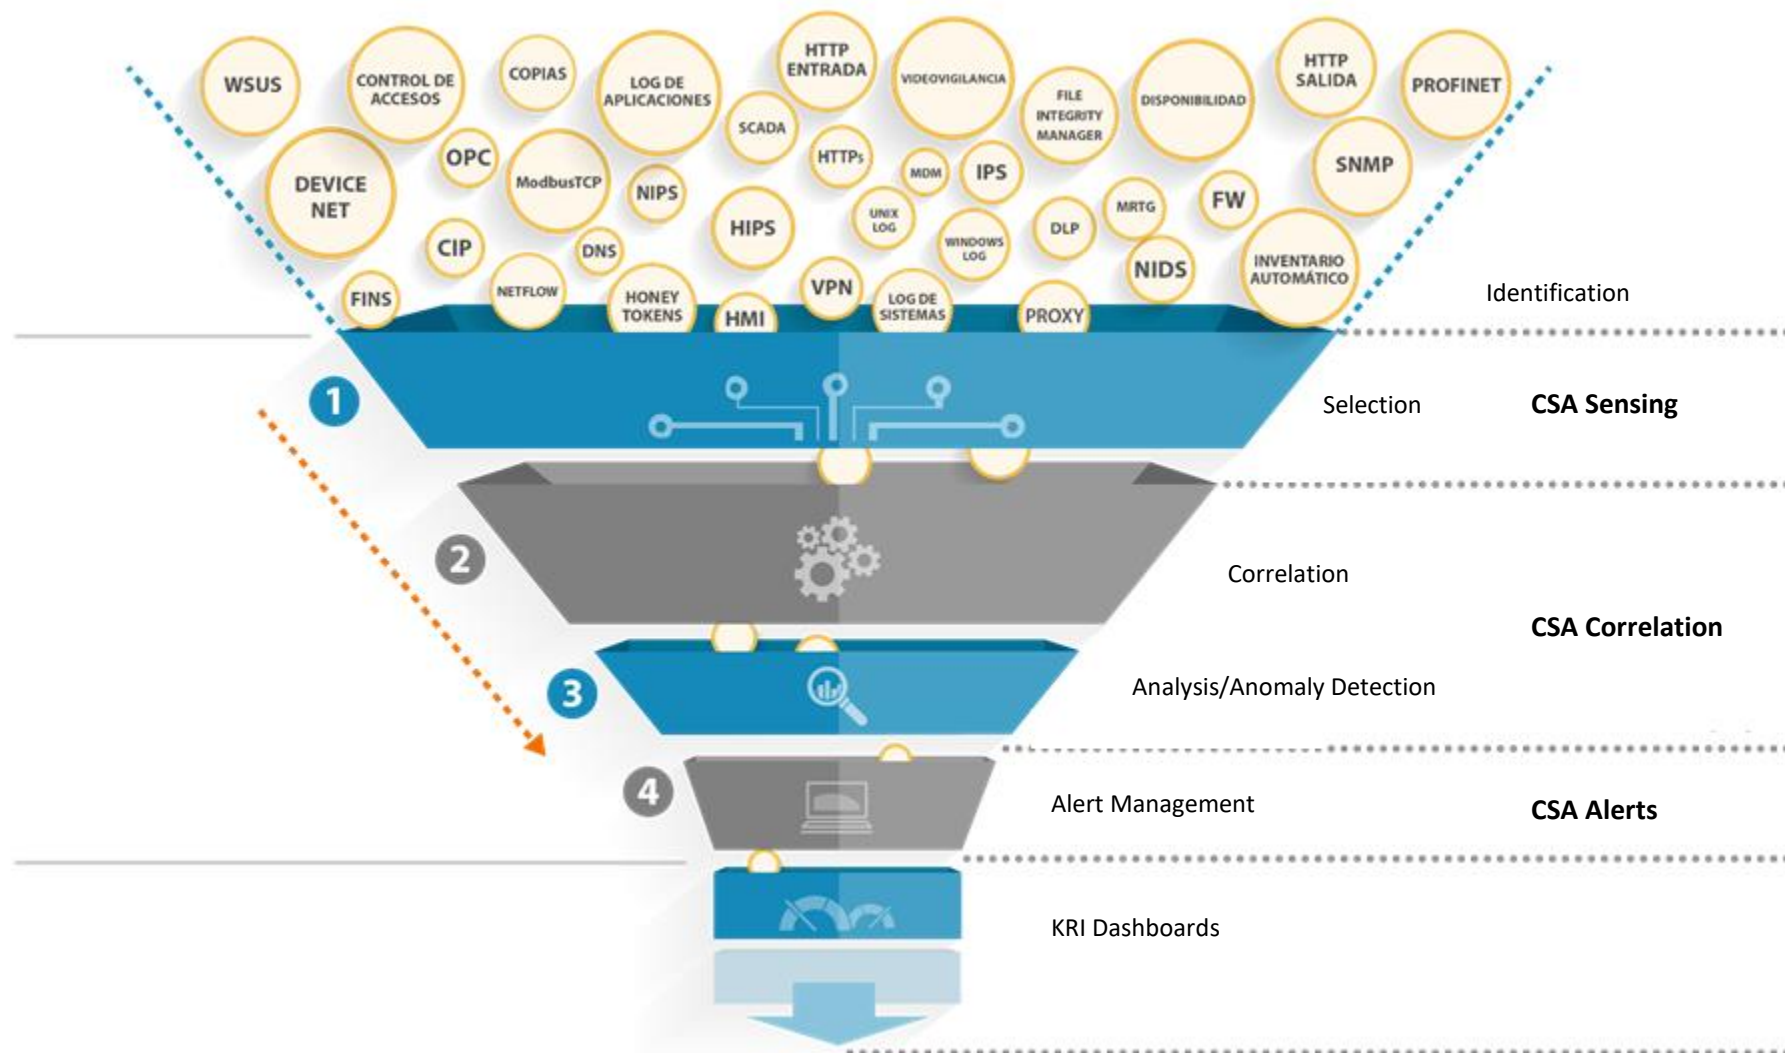 WSUS
CONTROL DE
ACCESOS
COPIAS
LOG DE
APLICACIONES
HTTP
ENTRADA
VIDEOVIGILANCIA
FILE
INTEGRITY
MANAGER
DISPONIBILIDAD
HTTP
SALIDA
PROFINET
SCADA
DEVICE
NET
OPC
ModbusTCP
NIPS
HTTPs
MDM
IPS
SNMP
HIPS
UNIX
LOG
WINDOWS
LOG
DLP
MRTG
FW
CIP
DNS
NIDS
INVENTARIO
AUTOMÁTICO
FINS
NETFLOW
HONEY
TOKENS
HMI
VPN
LOG DE
SISTEMAS
PROXY
Identification
1
Selection
CSA Sensing
2
Correlation
CSA Correlation
3
Analysis/Anomaly Detection
4
Alert Management
CSA Alerts
KRI Dashboards